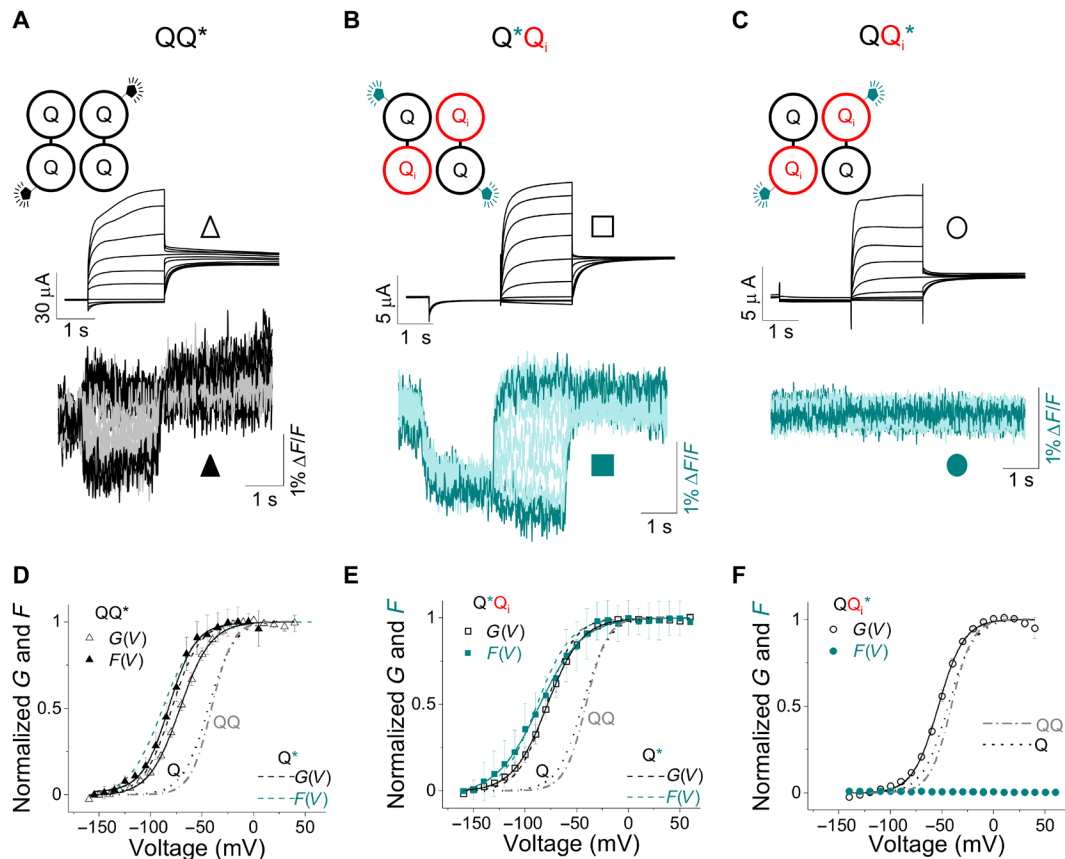 A
QQ*
Q Q
Q Q
30 µA
1 s
1% ΔF/F
1 s
B
Q*Qi
Q Qi
Qi Q
5 µA
1 s
1% ΔF/F
1 s
C
QQi*
Q Qi
Qi Q
5 µ A
1 s
1% ΔF/F
1 s
D
QQ*
G(V)
F(V)
Normalized G and F
1
0.5
0
QQ
Q
Q*
G(V)
F(V)
−150 −100 −50 0 50
Voltage (mV)
E
Q*Qi
G(V)
F(V)
Normalized G and F
1
0.5
0
QQ
Q
Q*
G(V)
F(V)
−150 −100 −50 0 50
Voltage (mV)
F
QQi*
G(V)
F(V)
Normalized G and F
1
0.5
0
QQ
Q
−150 −100 −50 0 50
Voltage (mV)